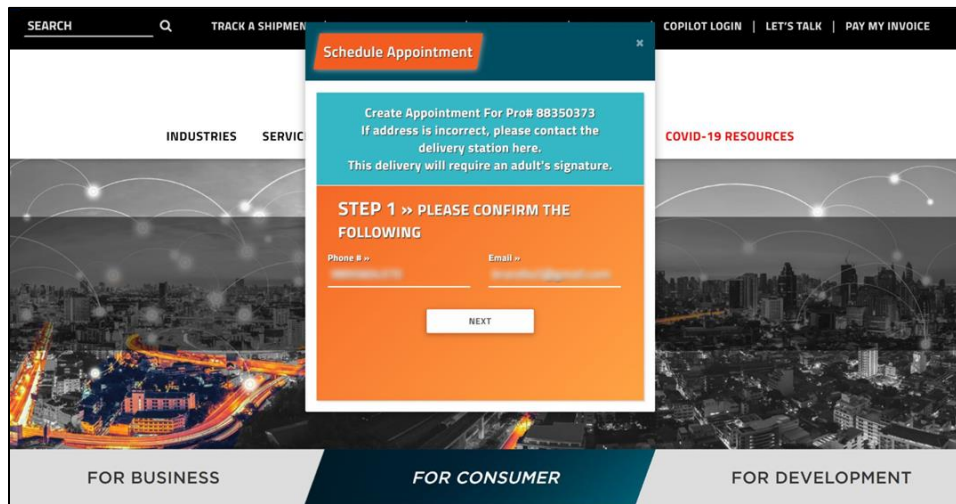 SEARCH
TRACK A SHIPMEN
COPILOT LOGIN | LET'S TALK | PAY MY INVOICE
Schedule Appointment
×
INDUSTRIES
SERVIC
COVID-19 RESOURCES
Create Appointment For Pro# 88350373
If address is incorrect, please contact the
delivery station here.
This delivery will require an adult's signature.
STEP 1 » PLEASE CONFIRM THE
FOLLOWING
Phone # »
Email »
NEXT
FOR BUSINESS
FOR CONSUMER
FOR DEVELOPMENT